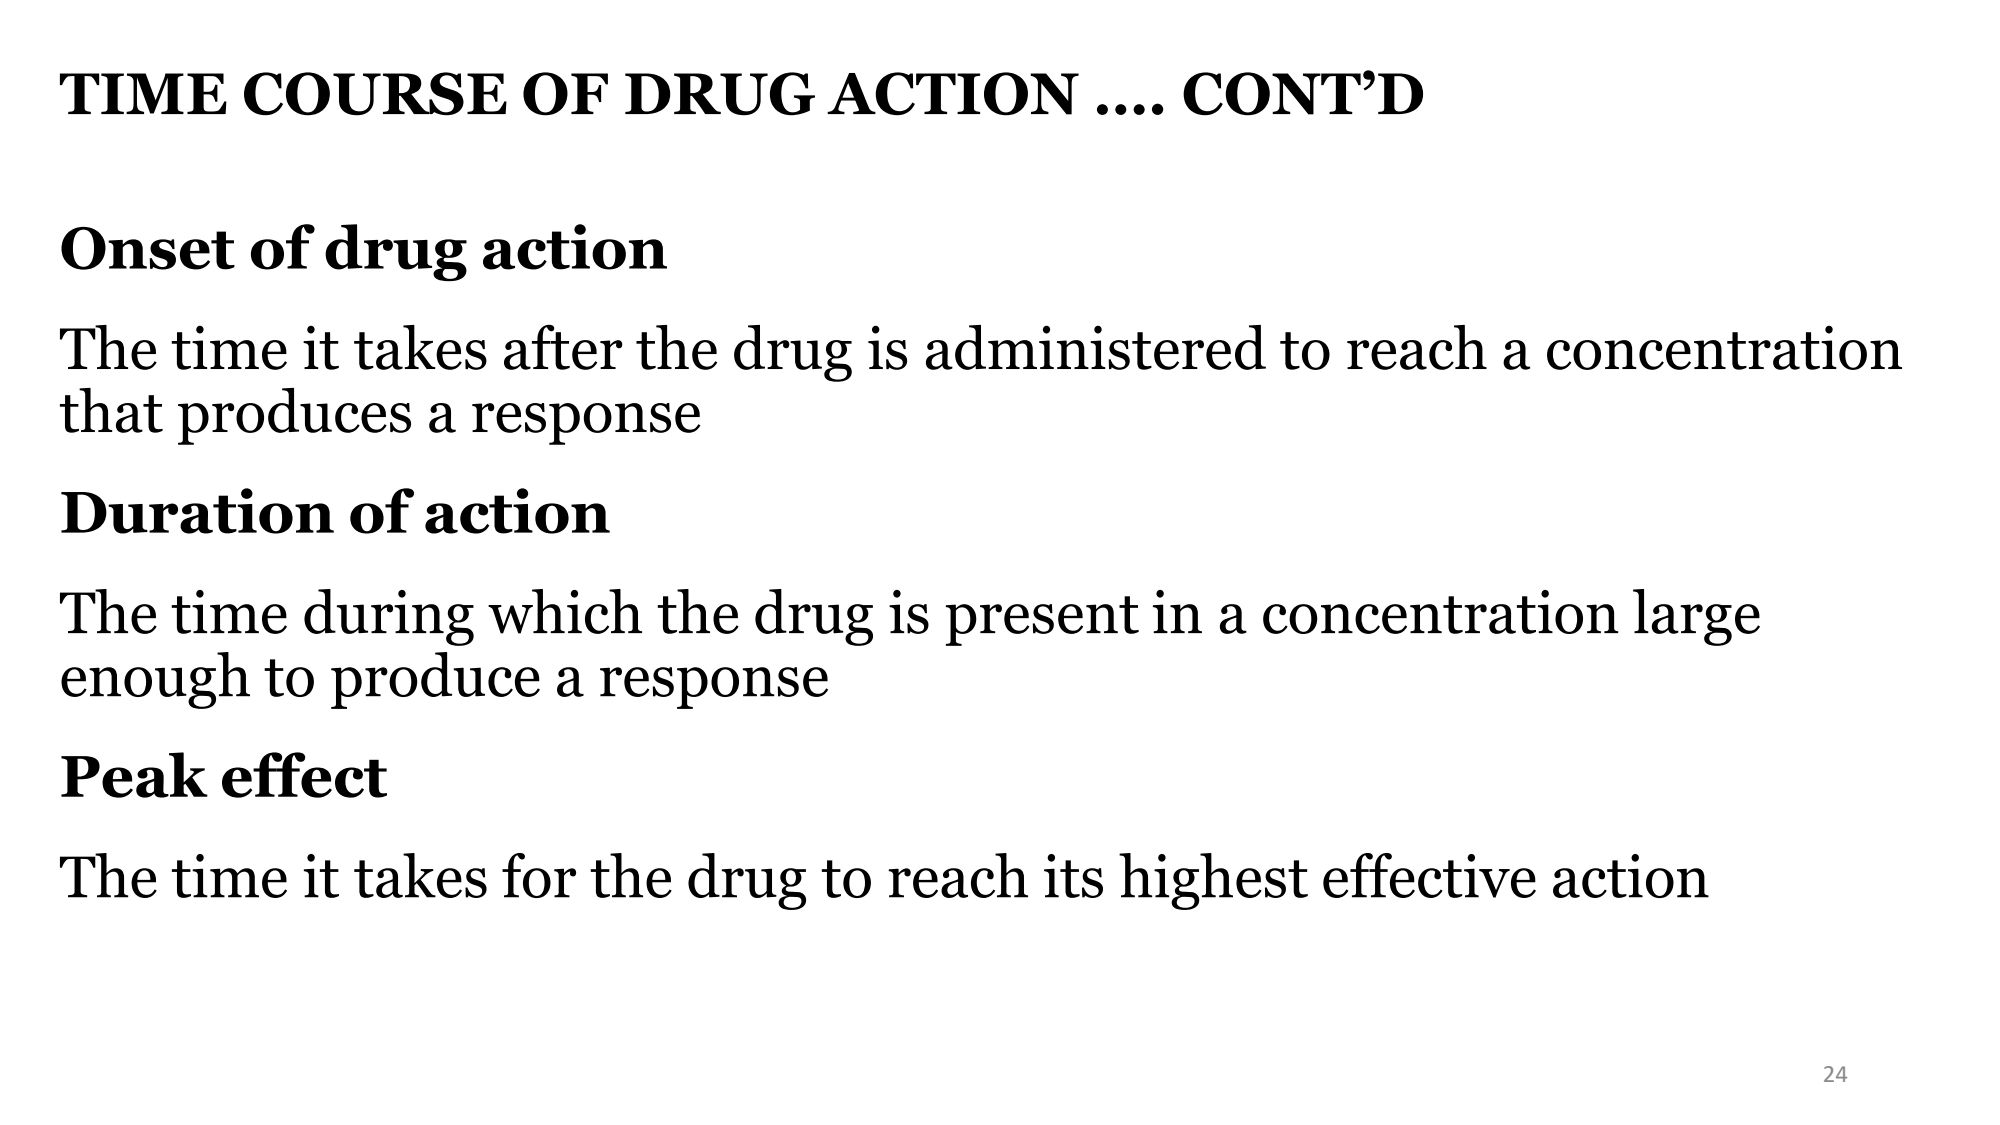 TIME COURSE OF DRUG ACTION .... CONT’D
Onset of drug action
The time it takes after the drug is administered to reach a concentration
that produces a response
Duration of action
The time during which the drug is present in a concentration large
enough to produce a response
Peak effect
The time it takes for the drug to reach its highest effective action
24